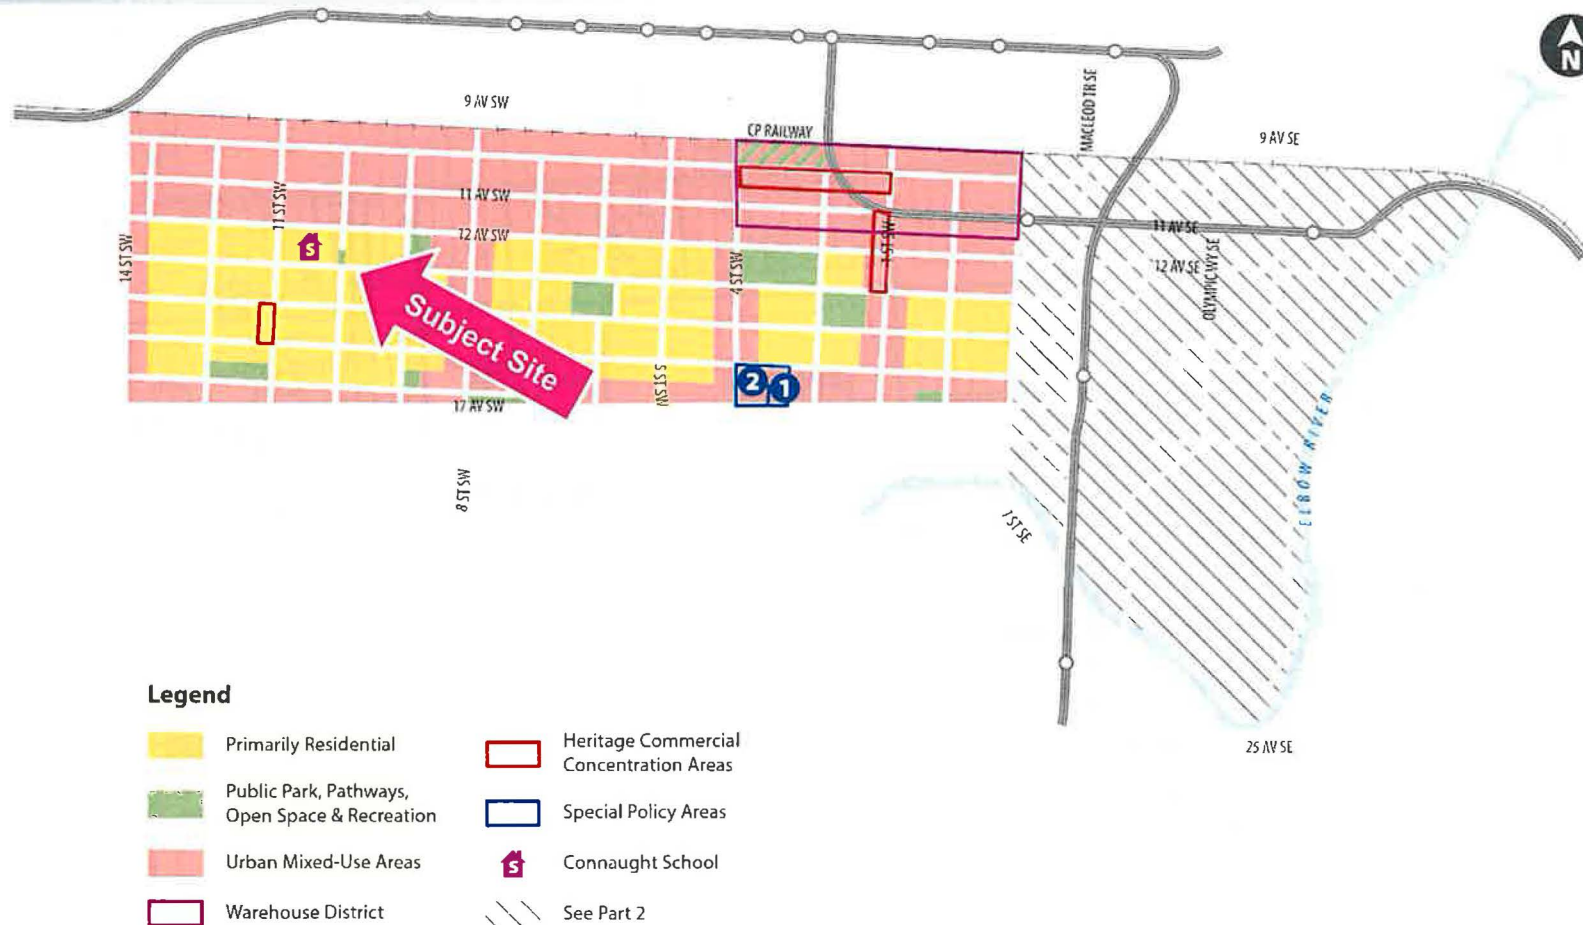 N
9 AV SW
CP RAILWAY
MACLEOD TR SE
9 AV SE
11 ST SW
11 AV SW
12 AV SW
14 ST SW
S
4 ST SW
1 ST SW
11 AV SE
12 AV SE
OLYMPIC WY SE
Subject Site
5 ST SW
2
1
17 AV SW
8 ST SW
1 ST SE
ELBOW RIVER
25 AV SE
Legend
Primarily Residential
Public Park, Pathways,
Open Space & Recreation
Urban Mixed-Use Areas
Warehouse District
Heritage Commercial
Concentration Areas
Special Policy Areas
S
Connaught School
See Part 2